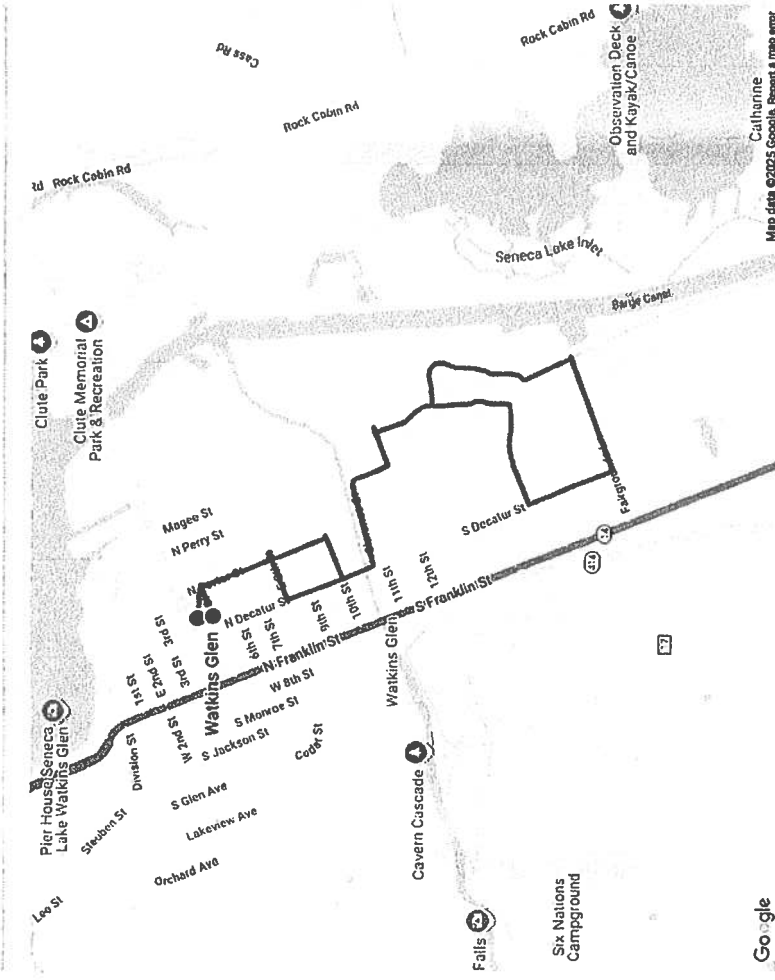 Rock Cabin Rd
Cass Rd
Rock Cabin Rd
Rd Rock Cabin Rd
Observation Deck
and Kayak/Canoe
Catharine
Map data ©2025 Google, Report a map error
Seneca Lake Inlet
Barge Canal
Clute Park
Clute Memorial
Park & Recreation
Magee St
N Perry St
N Decatur St
S Decatur St
1st St
E 2nd St
3rd St
3rd St
6th St
7th St
9th St
10th St
11th St
12th St
Watkins Glen
N Franklin St
Watkins Glen
S Franklin St
414
14
17
Pier House Seneca
Lake Watkins Glen
Division St
W 2nd St
W 8th St
S Monroe St
S Jackson St
S Glen Ave
Lakeview Ave
Orchard Ave
Steuben St
Cavern Cascade
Falls
Six Nations
Campground
Google